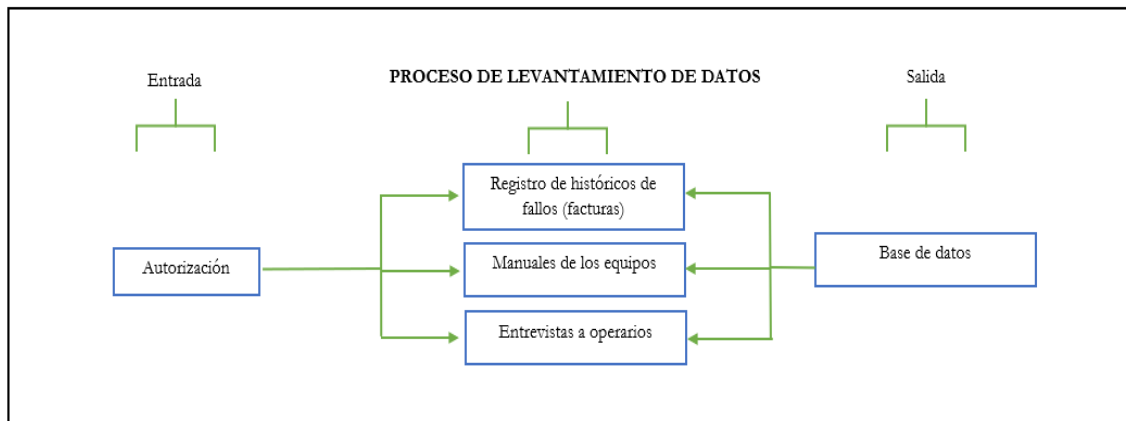 Entrada
PROCESO DE LEVANTAMIENTO DE DATOS
Salida
Registro de históricos de
fallos (facturas)
Autorización
Manuales de los equipos
Base de datos
Entrevistas a operarios